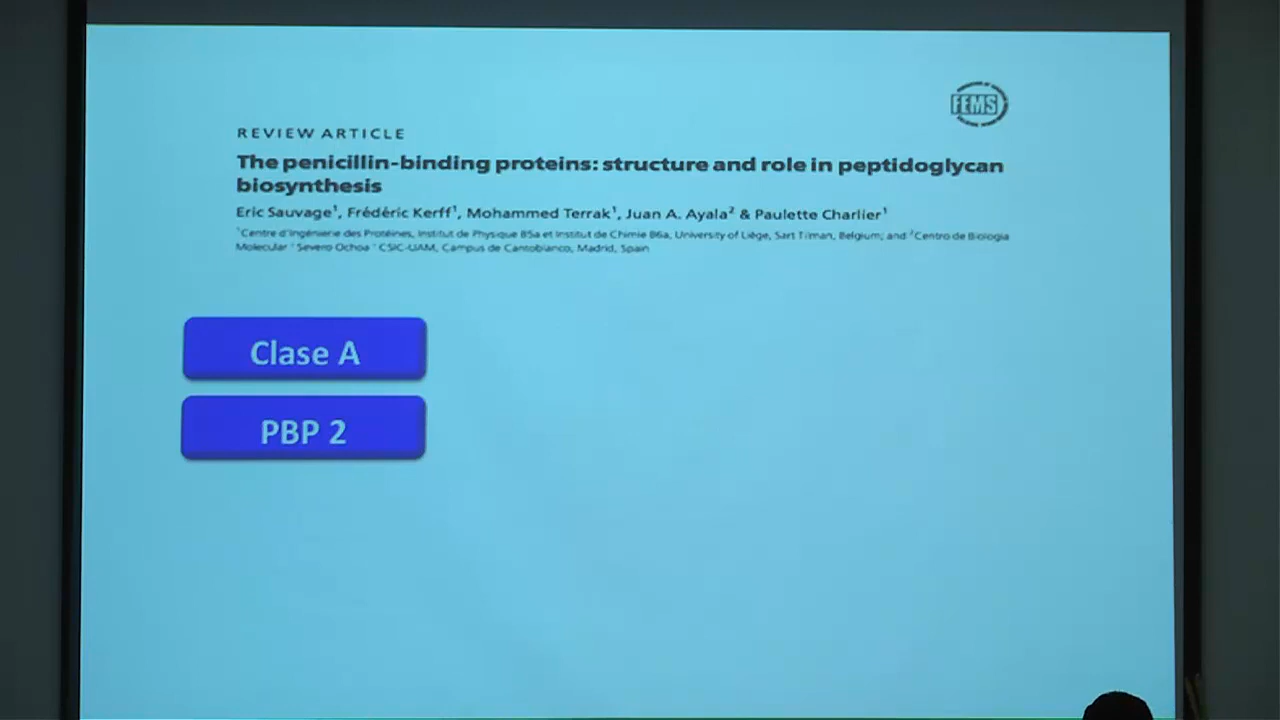 FEMS
REVIEW ARTICLE
The penicillin-binding proteins: structure and role in peptidoglycan
biosynthesis
Eric Sauvage¹, Frédéric Kerff¹, Mohammed Terrak¹, Juan A. Ayala² & Paulette Charlier¹
¹Centre d'Ingénierie des Protéines, Institut de Physique B5a et Institut de Chimie B6a, University of Liège, Sart Tilman, Belgium; and ²Centro de Biologia
Molecular 'Severo Ochoa' CSIC-UAM, Campus de Cantoblanco, Madrid, Spain
Clase A
PBP 2